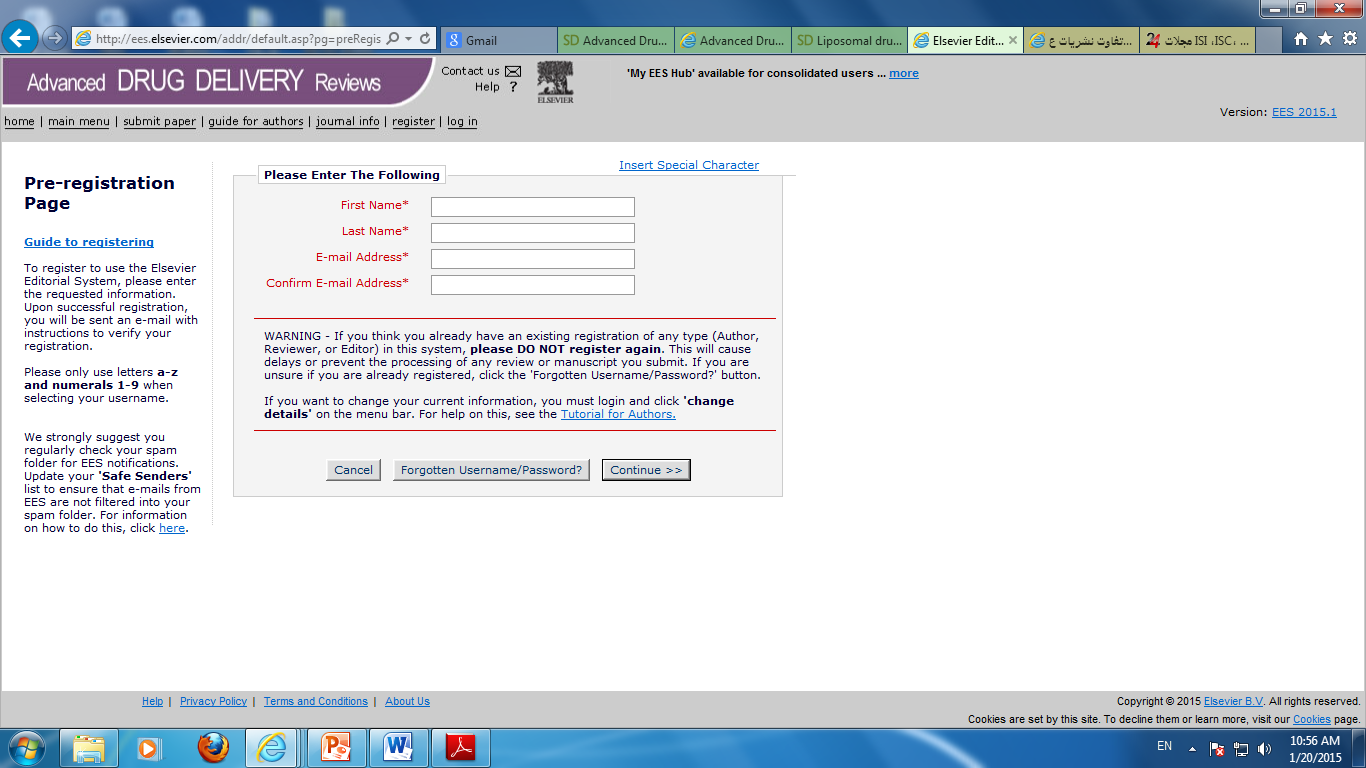 http://ees.elsevier.com/addr/default.asp?pg=preRegis
Gmail
SD Advanced Dru...
Advanced Dru...
SD Liposomal dru...
Elsevier Edit...
تفاوت نشریات ع...
24 مجلات ISI ،ISC، ...
Advanced DRUG DELIVERY Reviews
Contact us
Help ?
ELSEVIER
'My EES Hub' available for consolidated users ... more
Version: EES 2015.1
home | main menu | submit paper | guide for authors | journal info | register | log in
Pre-registration
Page
Guide to registering
To register to use the Elsevier
Editorial System, please enter
the requested information.
Upon successful registration,
you will be sent an e-mail with
instructions to verify your
registration.
Please only use letters a-z
and numerals 1-9 when
selecting your username.
We strongly suggest you
regularly check your spam
folder for EES notifications.
Update your 'Safe Senders'
list to ensure that e-mails from
EES are not filtered into your
spam folder. For information
on how to do this, click here.
Insert Special Character
Please Enter The Following
First Name*
Last Name*
E-mail Address*
Confirm E-mail Address*
WARNING - If you think you already have an existing registration of any type (Author,
Reviewer, or Editor) in this system, please DO NOT register again. This will cause
delays or prevent the processing of any review or manuscript you submit. If you are
unsure if you are already registered, click the 'Forgotten Username/Password?' button.
If you want to change your current information, you must login and click 'change
details' on the menu bar. For help on this, see the Tutorial for Authors.
Cancel
Forgotten Username/Password?
Continue >>
Help | Privacy Policy | Terms and Conditions | About Us
Copyright © 2015 Elsevier B.V. All rights reserved.
Cookies are set by this site. To decline them or learn more, visit our Cookies page.
EN
10:56 AM
1/20/2015